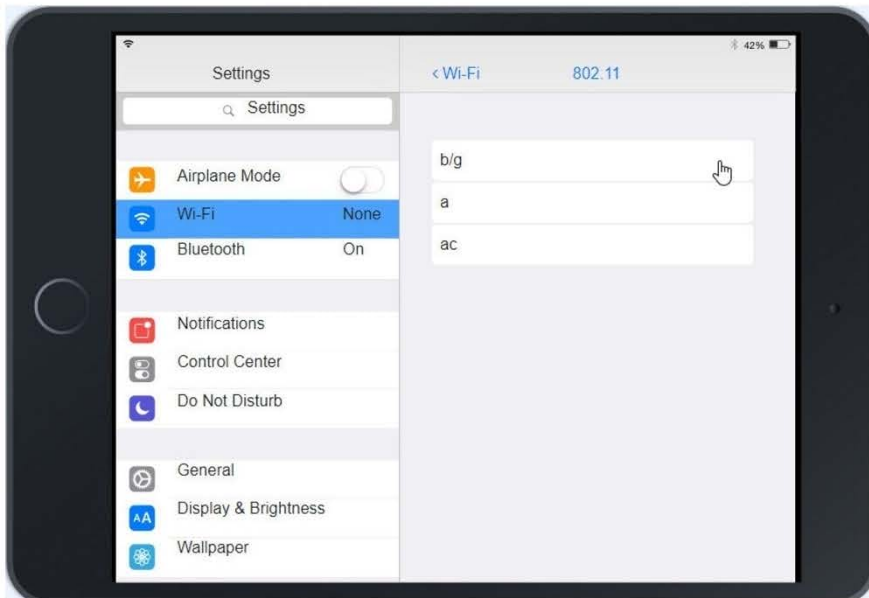 42%
Settings
< Wi-Fi 802.11
Settings
Airplane Mode
Wi-Fi None
Bluetooth On
Notifications
Control Center
Do Not Disturb
General
AA Display & Brightness
Wallpaper
b/g
a
ac